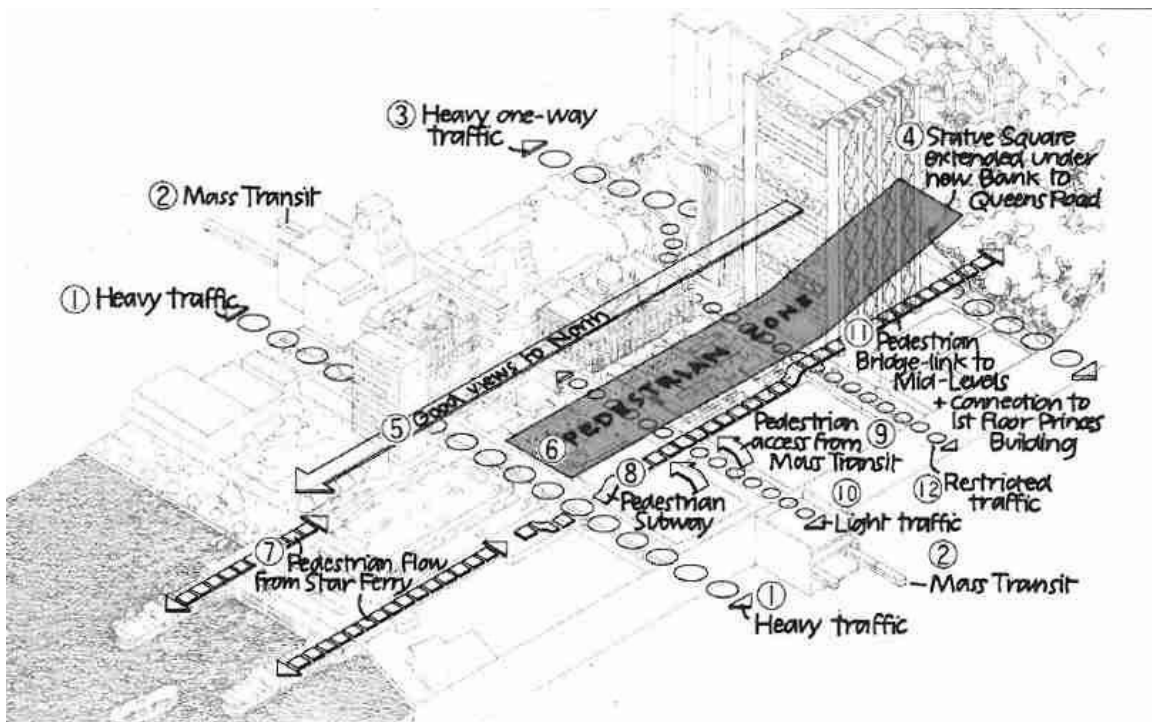 ③ Heavy one-way
traffic
④ Statue Square
extended under
new Bank to
Queens Road
② Mass Transit
① Heavy traffic
⑤ Good views to North
⑥ PEDESTRIAN ZONE
⑪ Pedestrian
Bridge-link to
Mid-Levels
+ Connection to
1st Floor Princes
Building
Pedestrian ⑨
access from
Mass Transit
⑧ Pedestrian
Subway
⑩ Light traffic
⑫ Restricted
traffic
⑦ Pedestrian Flow
from Star Ferry
② Mass Transit
① Heavy traffic